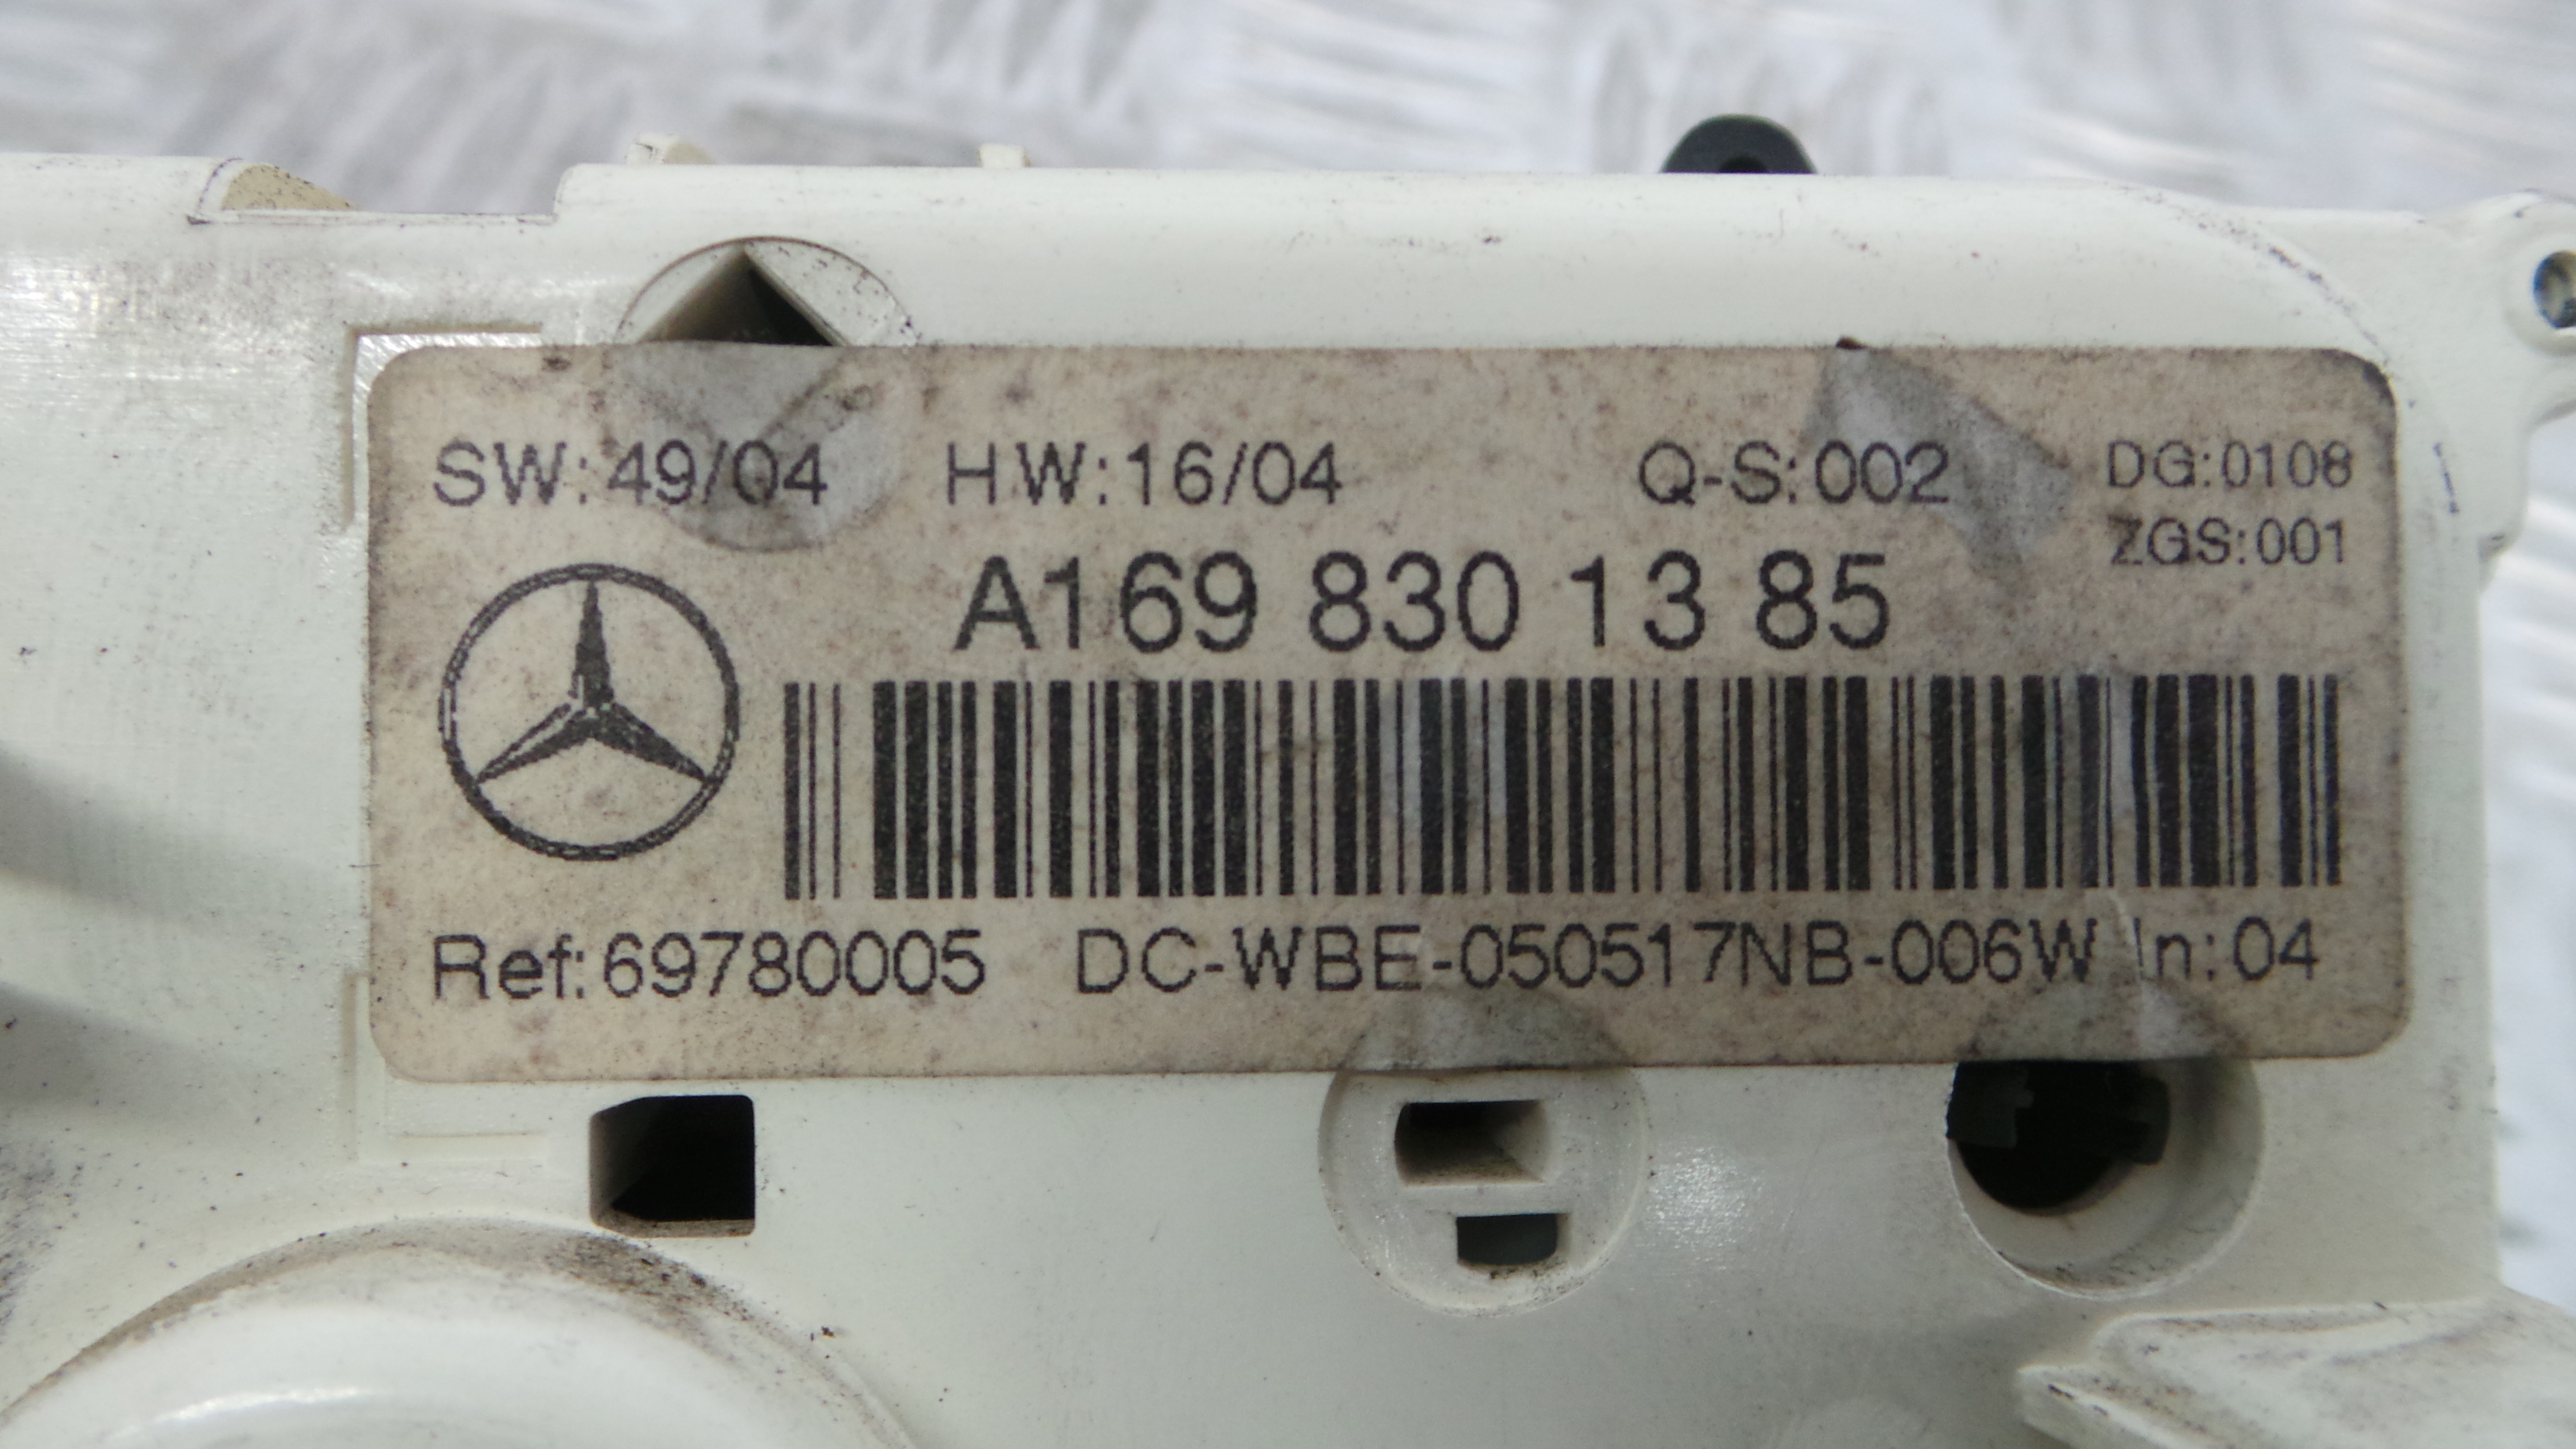 SW:49/04 HW:16/04 Q-S:002 DG:0108
ZGS:001
A169 830 13 85
Ref:69780005 DC-WBE-050517NB-006W In:04